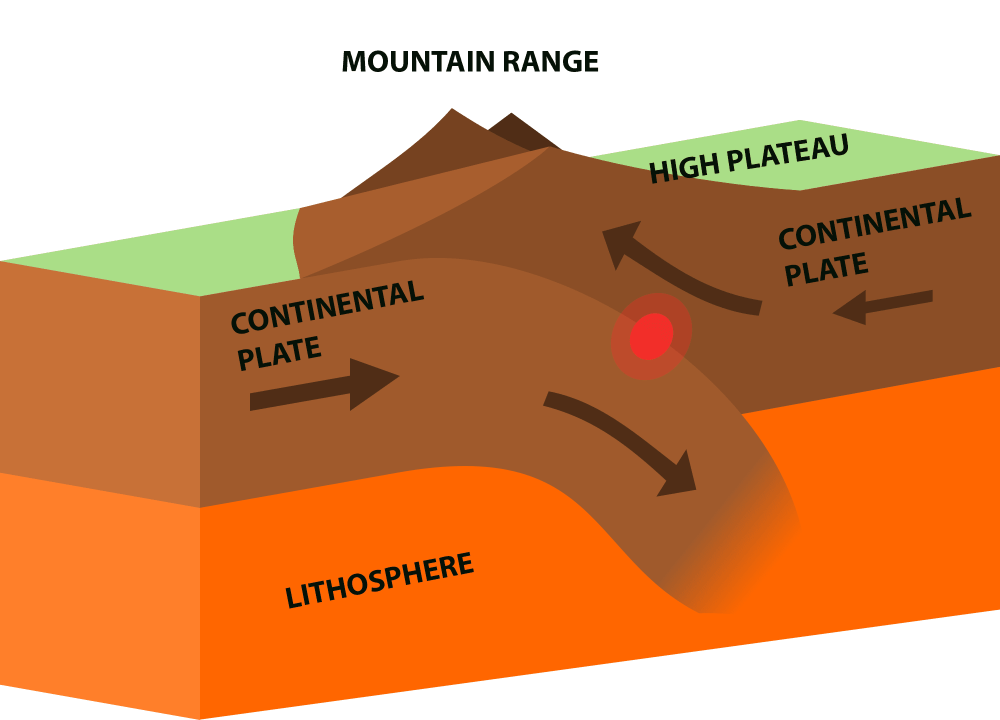 MOUNTAIN RANGE
HIGH PLATEAU
CONTINENTAL
PLATE
CONTINENTAL
PLATE
LITHOSPHERE